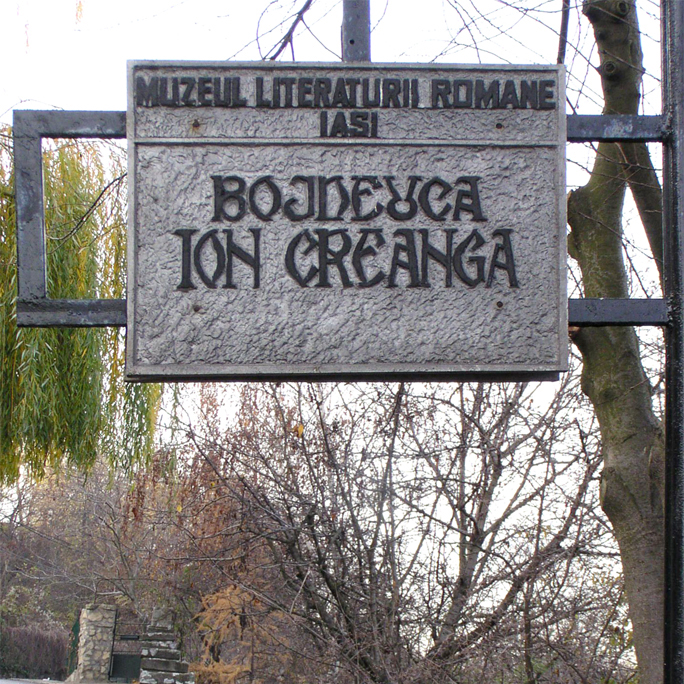 MUZEUL LITERATURII ROMANE
IASI
BOJDEUCA
ION CREANGA